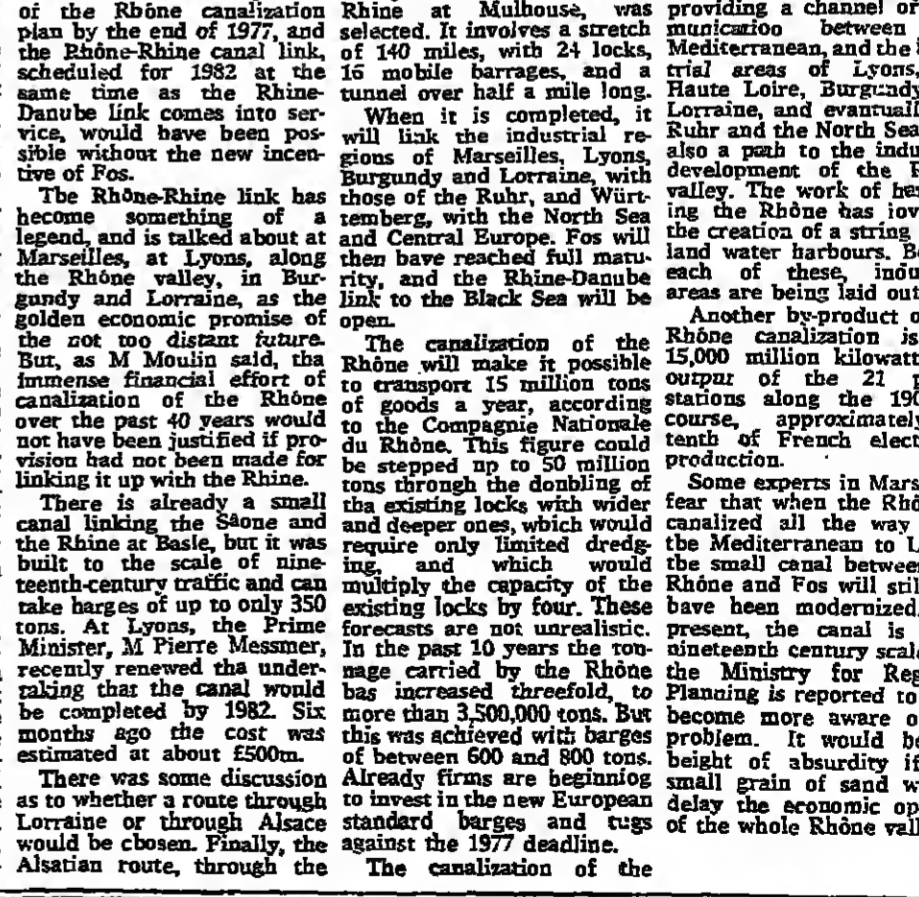 of the Rhône canalization
plan by the end of 1977, and
the Rhône-Rhine canal link,
scheduled for 1982 at the
same time as the Rhine-
Danube link comes into ser-
vice, would have been pos-
sible without the new incen-
tive of Fos.
The Rhône-Rhine link has
become something of a
legend, and is talked about at
Marseilles, at Lyons, along
the Rhône valley, in Bur-
gundy and Lorraine, as the
golden economic promise of
the not too distant future.
But, as M Moulin said, tha
immense financial effort of
canalization of the Rhône
over the past 40 years would
not have been justified if pro-
vision had not been made for
linking it up with the Rhine.
There is already a small
canal linking the Saone and
the Rhine at Basle, but it was
built to the scale of nine-
teenth-century traffic and can
take barges of up to only 350
tons. At Lyons, the Prime
Minister, M Pierre Messmer,
recently renewed tha under-
taking that the canal would
be completed by 1982. Six
months ago the cost was
estimated at about £500m.
There was some discussion
as to whether a route through
Lorraine or through Alsace
would be chosen. Finally, the
Alsatian route, through the
Rhine at Mulhouse, was
selected. It involves a stretch
of 140 miles, with 24 locks,
16 mobile barrages, and a
tunnel over half a mile long.
When it is completed, it
will link the industrial re-
gions of Marseilles, Lyons,
Burgundy and Lorraine, with
those of the Ruhr, and Würt-
temberg, with the North Sea
and Central Europe. Fos will
then have reached full matu-
rity, and the Rhine-Danube
link to the Black Sea will be
open.
The canalization of the
Rhône will make it possible
to transport 15 million tons
of goods a year, according
to the Compagnie Nationale
du Rhône. This figure could
be stepped up to 50 million
tons through the doubling of
tha existing locks with wider
and deeper ones, which would
require only limited dredg-
ing, and which would
multiply the capacity of the
existing locks by four. These
forecasts are not unrealistic.
In the past 10 years the ton-
nage carried by the Rhône
has increased threefold, to
more than 3,500,000 tons. But
this was achieved with barges
of between 600 and 800 tons.
Already firms are beginniog
to invest in the new European
standard barges and tugs
against the 1977 deadline.
The canalization of the
providing a channel of
municatioo between
Mediterranean, and the
trial areas of Lyons,
Haute Loire, Burgundy
Lorraine, and evantuall
Ruhr and the North Sea
also a path to the indu
development of the
valley. The work of har
ing the Rhône has iov
the creation of a string
land water harbours. B
each of these, indu
areas are being laid out
Another by-product o
Rhône canalization is
15,000 million kilowatt
output of the 21
stations along the 190
course, approximately
tenth of French elect
production.
Some experts in Mars
fear that when the Rhô
canalized all the way
the Mediterranean to L
the small canal between
Rhône and Fos will stil
have been modernized.
present, the canal is
nineteenth century scale
the Ministry for Reg
Planning is reported to
become more aware o
problem. It would be
height of absurdity if
small grain of sand w
delay the economic op
of the whole Rhône vall